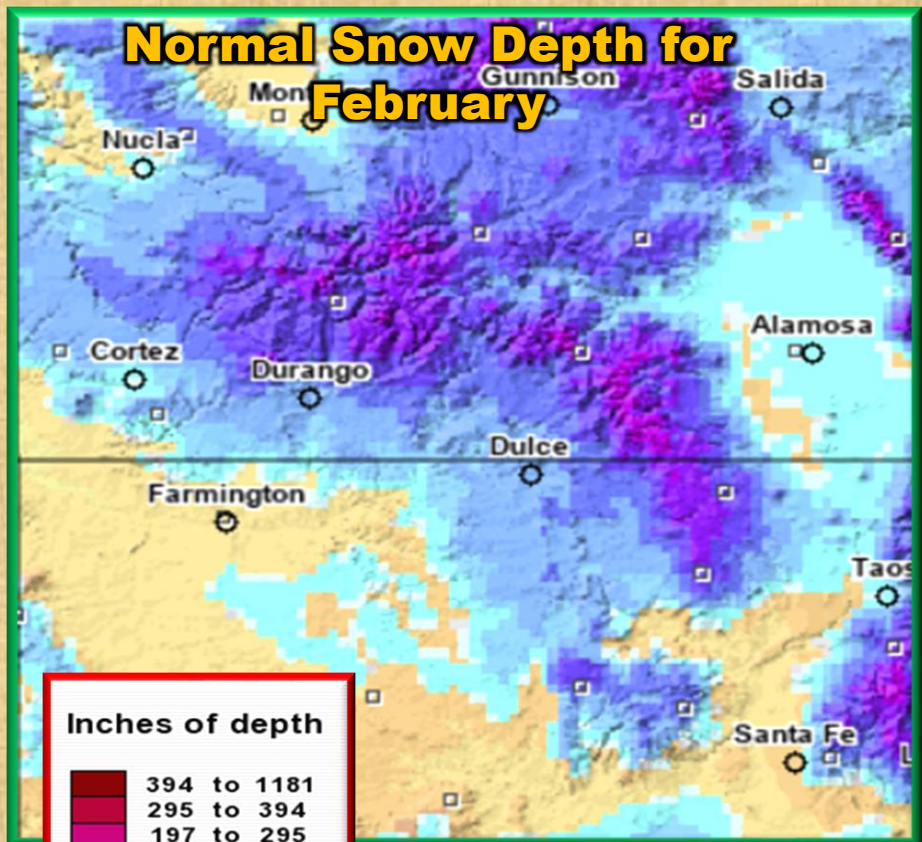 Normal Snow Depth for
February
Gunnison
Salida
Mont
Nucla
Alamosa
Cortez
Durango
Dulce
Farmington
Taos
Santa Fe
L
Inches of depth
394 to 1181
295 to 394
197 to 295